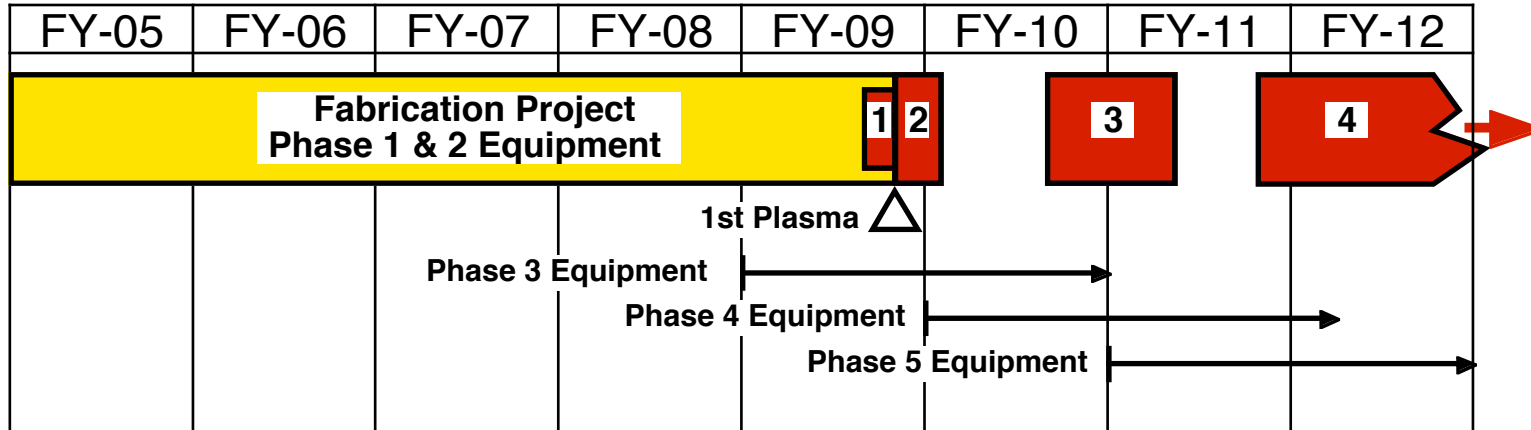 FY-05 FY-06 FY-07 FY-08 FY-09 FY-10 FY-11 FY-12
Fabrication Project
Phase 1 & 2 Equipment
1 2 3 4
1st Plasma
Phase 3 Equipment
Phase 4 Equipment
Phase 5 Equipment